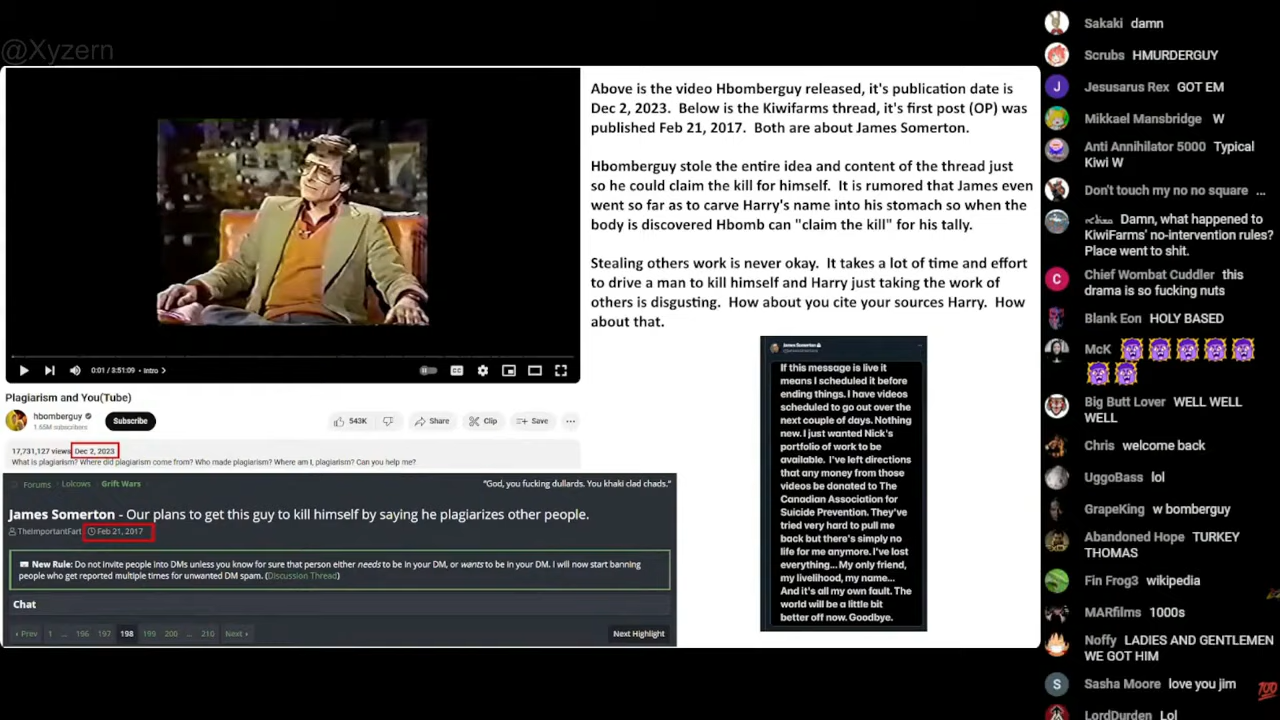 @Xyzern
Above is the video Hbomberguy released, it's publication date is
Dec 2, 2023. Below is the Kiwifarms thread, it's first post (OP) was
published Feb 21, 2017. Both are about James Somerton.
Hbomberguy stole the entire idea and content of the thread just
so he could claim the kill for himself. It is rumored that James even
went so far as to carve Harry's name into his stomach so when the
body is discovered Hbomb can "claim the kill" for his tally.
Stealing others work is never okay. It takes a lot of time and effort
to drive a man to kill himself and Harry just taking the work of
others is disgusting. How about you cite your sources Harry. How
about that.
0:01 / 3:51:09 • Intro >
Plagiarism and You(Tube)
hbomberguy
1.65M subscribers
Subscribe
543K
Share
Clip
Save
...
17,731,127 views Dec 2, 2023
What is plagiarism? Where did plagiarism come from? Who made plagiarism? Where am I, plagiarism? Can you help me?
Forums Lolcows Grift Wars
"God, you fucking dullards. You khaki clad chads."
James Somerton - Our plans to get this guy to kill himself by saying he plagiarizes other people.
TheImportantFart Feb 21, 2017
New Rule: Do not invite people into DMs unless you know for sure that person either needs to be in your DM, or wants to be in your DM. I will now start banning
people who get reported multiple times for unwanted DM spam. (Discussion Thread)
Chat
‹ Prev 1 ... 196 197 198 199 200 ... 210 Next ›
Next Highlight
James Somerton
If this message is live it
means I scheduled it before
ending things. I have videos
scheduled to go out over the
next couple of days. Nothing
new. I just wanted Nick's
portfolio of work to be
available. I've left directions
that any money from those
videos be donated to The
Canadian Association for
Suicide Prevention. They've
tried very hard to pull me
back but there's simply no
life for me anymore. I've lost
everything... My only friend,
my livelihood, my name...
And it's all my own fault. The
world will be a little bit
better off now. Goodbye.
Sakaki damn
Scrubs HMURDERGUY
J
Jesusarus Rex GOT EM
Mikkael Mansbridge W
Anti Annihilator 5000 Typical
Kiwi W
Don't touch my no no square ...
Damn, what happened to
KiwiFarms' no-intervention rules?
Place went to shit.
C
Chief Wombat Cuddler this
drama is so fucking nuts
Blank Eon HOLY BASED
McK
Big Butt Lover WELL WELL
WELL
Chris welcome back
UggoBass lol
GrapeKing w bomberguy
Abandoned Hope TURKEY
THOMAS
Fin Frog3 wikipedia
MARfilms 1000s
Noffy LADIES AND GENTLEMEN
WE GOT HIM
S
Sasha Moore love you jim
100
LordDurden Lol